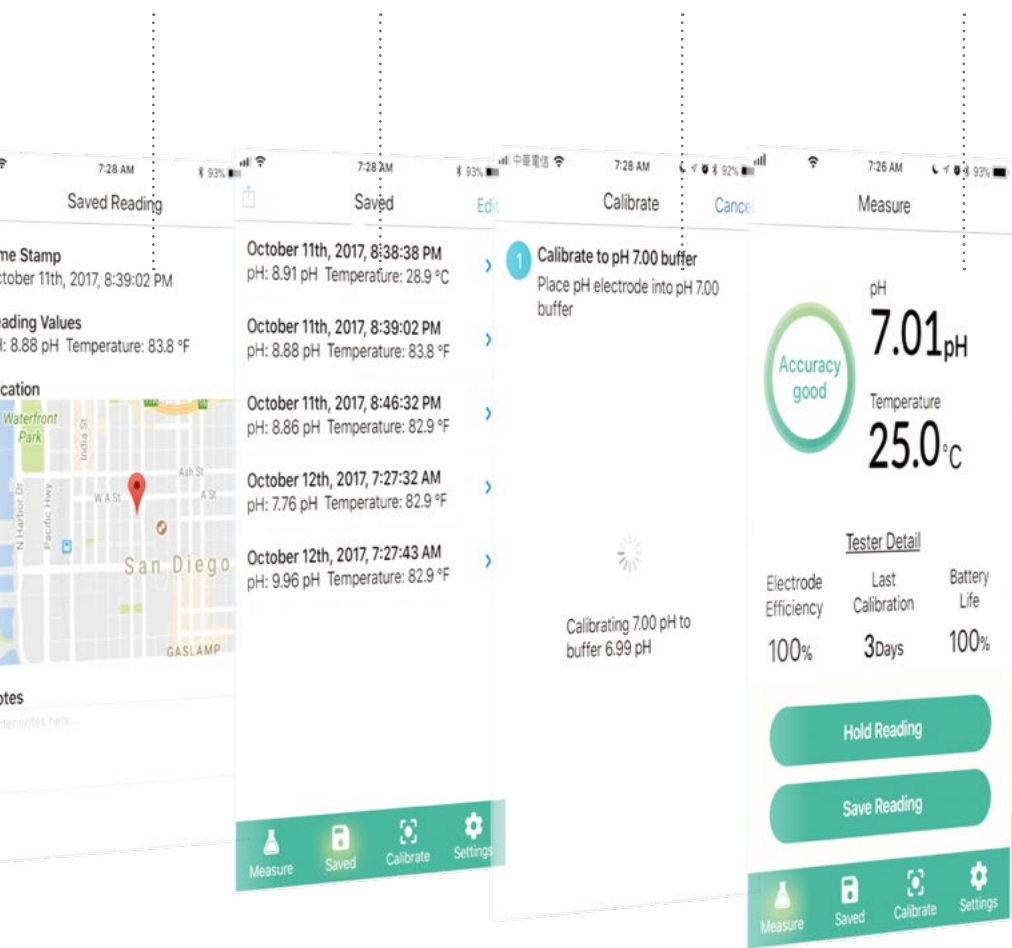 7:28 AM 93%
Saved Reading
me Stamp
ctober 11th, 2017, 8:39:02 PM
eading Values
H: 8.88 pH Temperature: 83.8 °F
cation
Waterfront
Park
India St
Ash St
W A St
A St
N Harbor Dr
Pacific Hwy
San Diego
GASLAMP
otes
nter notes here...
7:28 AM 93%
Saved
Edit
October 11th, 2017, 8:38:38 PM
pH: 8.91 pH Temperature: 28.9 °C
October 11th, 2017, 8:39:02 PM
pH: 8.88 pH Temperature: 83.8 °F
October 11th, 2017, 8:46:32 PM
pH: 8.86 pH Temperature: 82.9 °F
October 12th, 2017, 7:27:32 AM
pH: 7.76 pH Temperature: 82.9 °F
October 12th, 2017, 7:27:43 AM
pH: 9.96 pH Temperature: 82.9 °F
Measure Saved Calibrate Settings
中華電信 7:28 AM 92%
Calibrate Cance
1 Calibrate to pH 7.00 buffer
Place pH electrode into pH 7.00
buffer
Calibrating 7.00 pH to
buffer 6.99 pH
7:26 AM 93%
Measure
Accuracy
good
pH
7.01pH
Temperature
25.0°C
Tester Detail
Electrode
Efficiency
100%
Last
Calibration
3Days
Battery
Life
100%
Hold Reading
Save Reading
Measure Saved Calibrate Settings